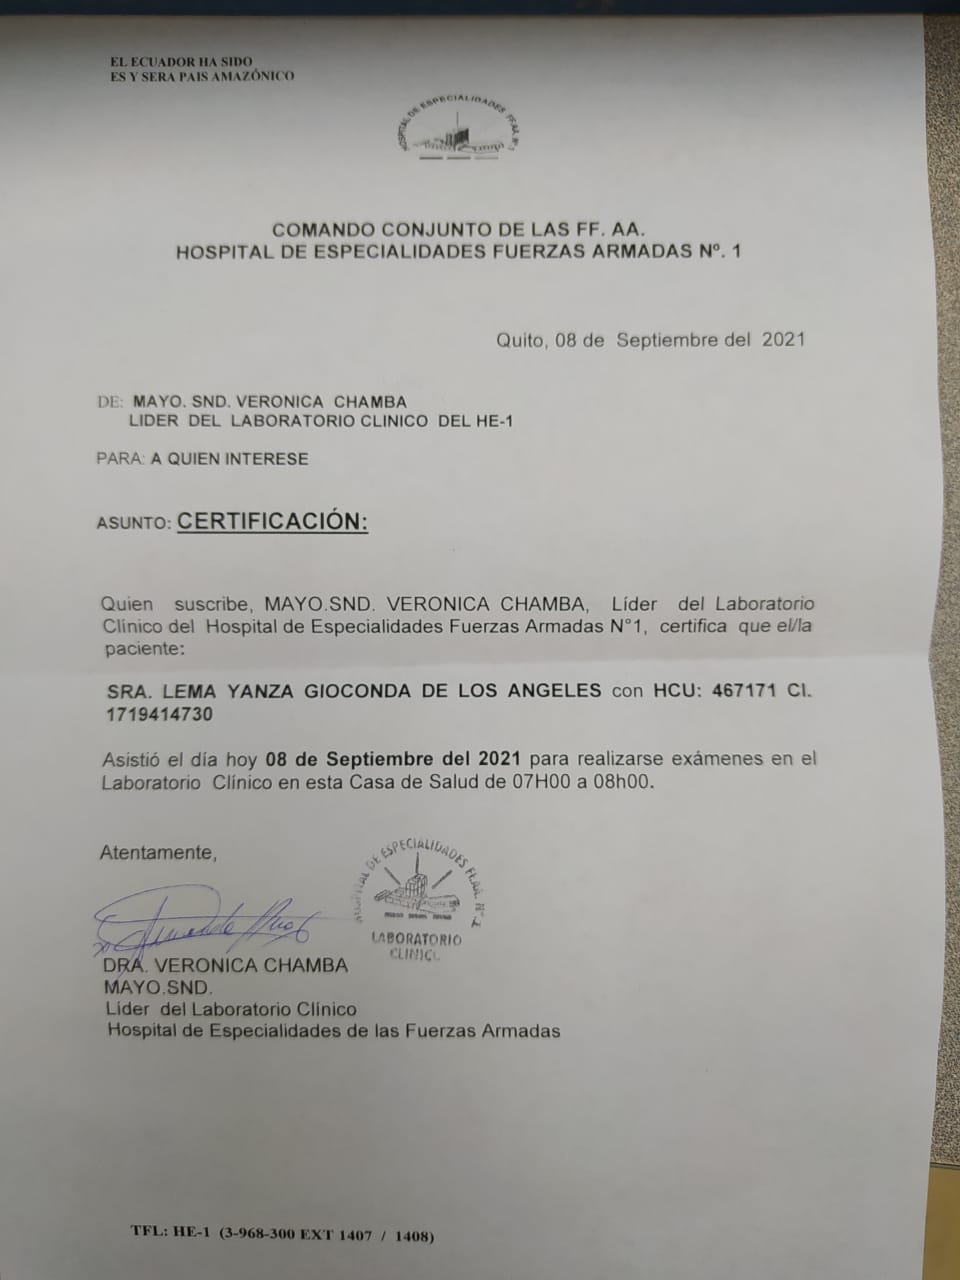 EL ECUADOR HA SIDO
ES Y SERA PAIS AMAZÓNICO
HOSPITAL DE ESPECIALIDADES FF.AA. Nº 1
COMANDO CONJUNTO DE LAS FF. AA.
HOSPITAL DE ESPECIALIDADES FUERZAS ARMADAS Nº. 1
Quito, 08 de Septiembre del 2021
DE: MAYO. SND. VERONICA CHAMBA
LIDER DEL LABORATORIO CLINICO DEL HE-1
PARA: A QUIEN INTERESE
ASUNTO: CERTIFICACIÓN:
Quien suscribe, MAYO.SND. VERONICA CHAMBA, Líder del Laboratorio
Clínico del Hospital de Especialidades Fuerzas Armadas N°1, certifica que el/la
paciente:
SRA. LEMA YANZA GIOCONDA DE LOS ANGELES con HCU: 467171 CI.
1719414730
Asistió el día hoy 08 de Septiembre del 2021 para realizarse exámenes en el
Laboratorio Clínico en esta Casa de Salud de 07H00 a 08h00.
Atentamente,
HOSPITAL DE ESPECIALIDADES FF.AA. N°1
LABORATORIO
CLINICO
DRA. VERONICA CHAMBA
MAYO.SND.
Líder del Laboratorio Clínico
Hospital de Especialidades de las Fuerzas Armadas
TFL: HE-1 (3-968-300 EXT 1407 / 1408)